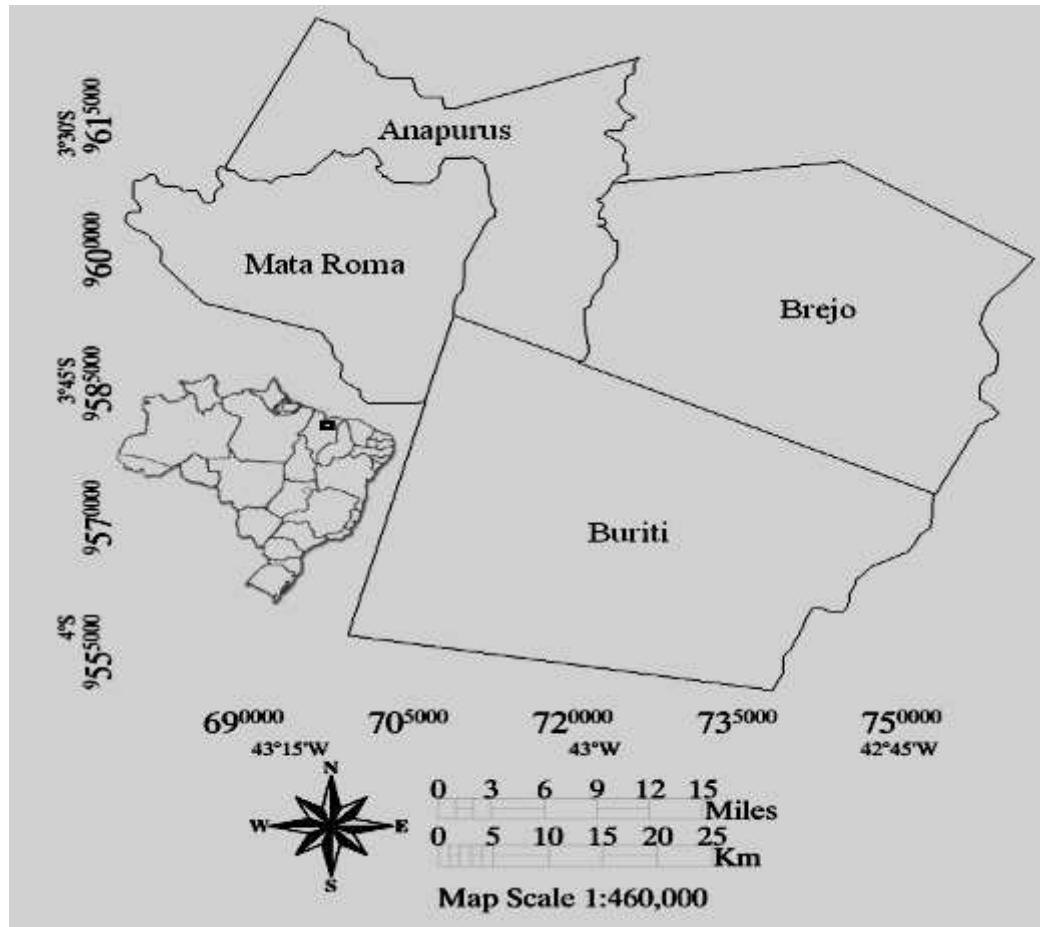 Anapurus
Mata Roma
Brejo
Buriti
3°30'S
961⁵⁰⁰⁰
960⁰⁰⁰⁰
3°45'S
958⁵⁰⁰⁰
957⁰⁰⁰⁰
4°S
955⁵⁰⁰⁰
69⁰⁰⁰⁰ 70⁵⁰⁰⁰ 72⁰⁰⁰⁰ 73⁵⁰⁰⁰ 75⁰⁰⁰⁰
43°15'W 43°W 42°45'W
N
W E
S
0 3 6 9 12 15
Miles
0 5 10 15 20 25
Km
Map Scale 1:460,000